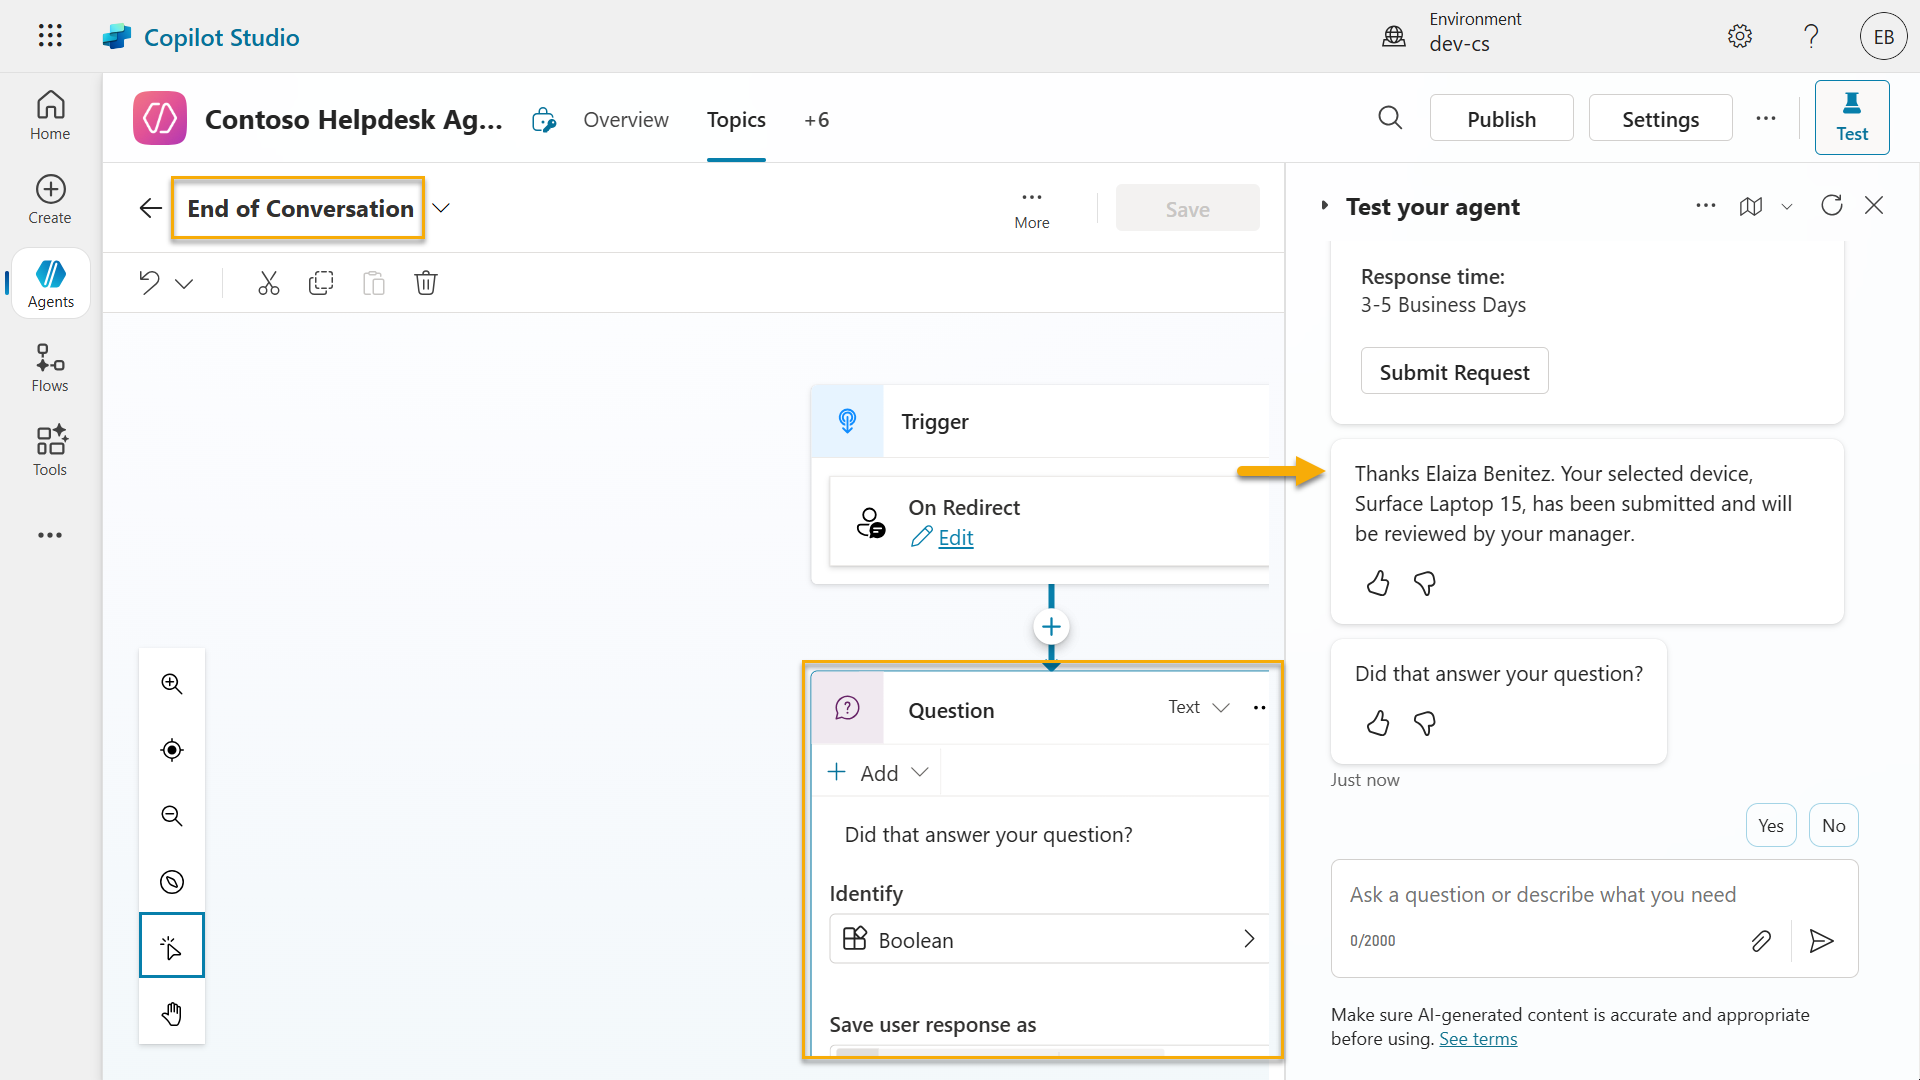 Copilot Studio
Environment
dev-cs
EB
Home
Create
Agents
Flows
Tools
Contoso Helpdesk Ag...
Overview
Topics
+6
Publish
Settings
Test
End of Conversation
More
Save
Trigger
On Redirect
Edit
Question
Text
Add
Did that answer your question?
Identify
Boolean
Save user response as
Test your agent
Response time:
3-5 Business Days
Submit Request
Thanks Elaiza Benitez. Your selected device,
Surface Laptop 15, has been submitted and will
be reviewed by your manager.
Did that answer your question?
Just now
Yes
No
Ask a question or describe what you need
0/2000
Make sure AI-generated content is accurate and appropriate
before using. See terms